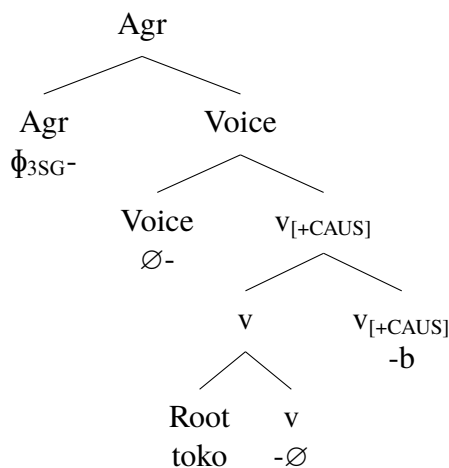 Agr
Agr Voice
ϕ3SG-
Voice v[+CAUS]
∅-
v v[+CAUS]
-b
Root v
toko -∅